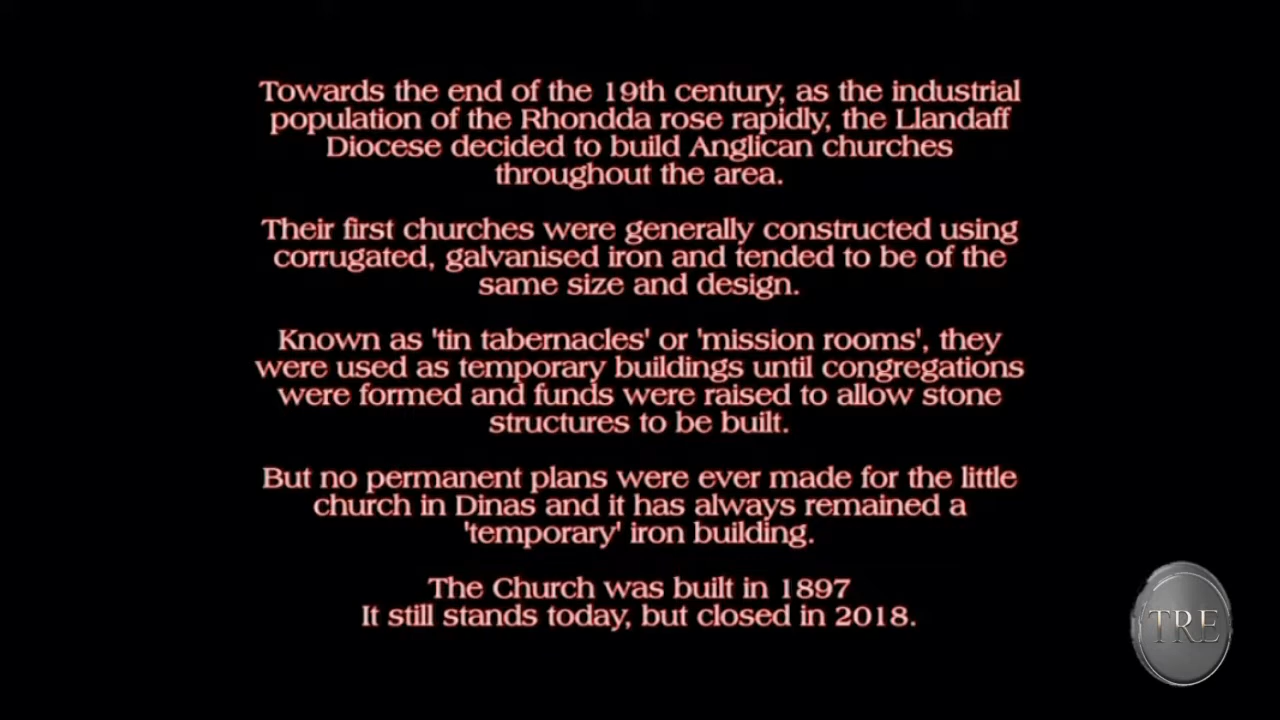 Towards the end of the 19th century, as the industrial
population of the Rhondda rose rapidly, the Llandaff
Diocese decided to build Anglican churches
throughout the area.
Their first churches were generally constructed using
corrugated, galvanised iron and tended to be of the
same size and design.
Known as 'tin tabernacles' or 'mission rooms', they
were used as temporary buildings until congregations
were formed and funds were raised to allow stone
structures to be built.
But no permanent plans were ever made for the little
church in Dinas and it has always remained a
'temporary' iron building.
The Church was built in 1897
It still stands today, but closed in 2018.
TRE